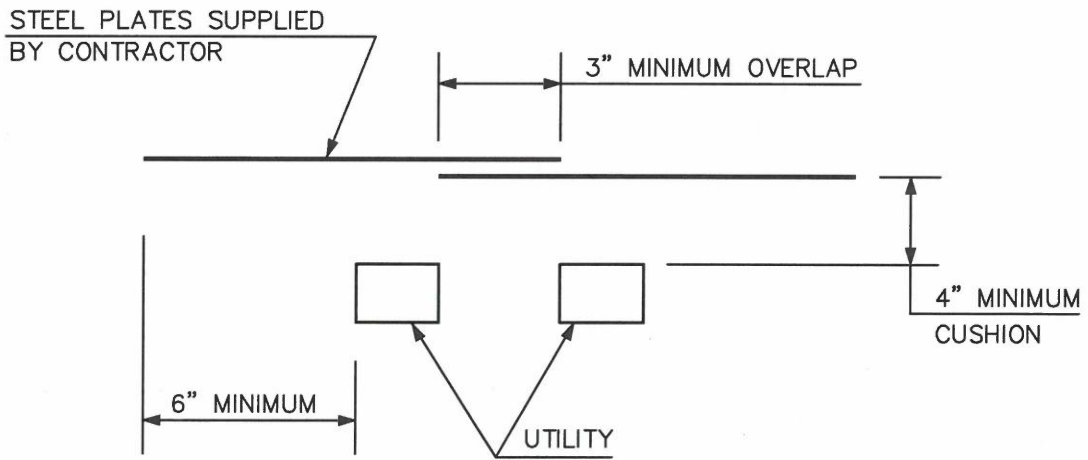 STEEL PLATES SUPPLIED
BY CONTRACTOR
3” MINIMUM OVERLAP
4” MINIMUM
CUSHION
6” MINIMUM
UTILITY